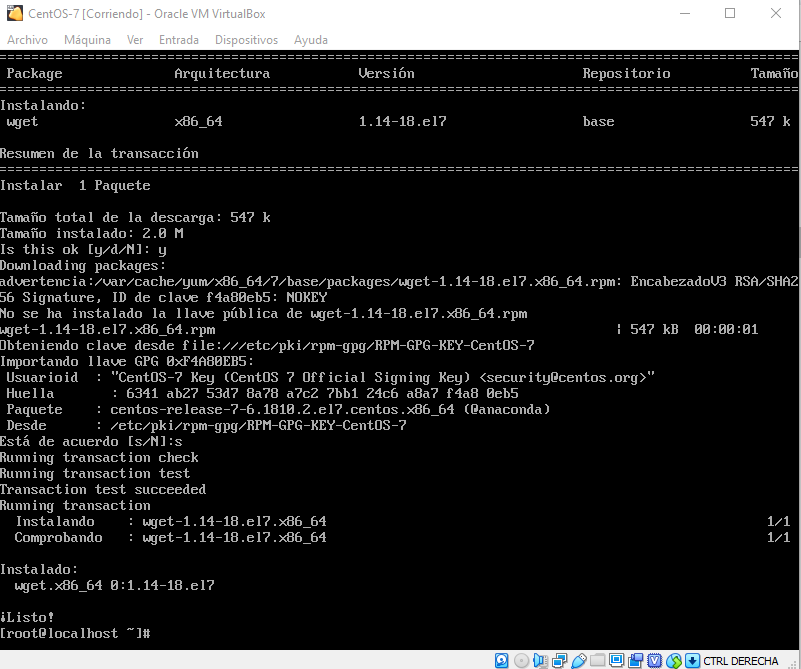 CentOS-7 [Corriendo] - Oracle VM VirtualBox
Archivo Máquina Ver Entrada Dispositivos Ayuda
================================================================================
Package Arquitectura Versión Repositorio Tamaño
================================================================================
Instalando:
wget x86_64 1.14-18.el7 base 547 k
Resumen de la transacción
================================================================================
Instalar 1 Paquete
Tamaño total de la descarga: 547 k
Tamaño instalado: 2.0 M
Is this ok [y/d/N]: y
Downloading packages:
advertencia:/var/cache/yum/x86_64/7/base/packages/wget-1.14-18.el7.x86_64.rpm: EncabezadoV3 RSA/SHA2
56 Signature, ID de clave f4a80eb5: NOKEY
No se ha instalado la llave pública de wget-1.14-18.el7.x86_64.rpm
wget-1.14-18.el7.x86_64.rpm | 547 kB 00:00:01
Obteniendo clave desde file:///etc/pki/rpm-gpg/RPM-GPG-KEY-CentOS-7
Importando llave GPG 0xF4A80EB5:
Usuarioid : "CentOS-7 Key (CentOS 7 Official Signing Key) <security@centos.org>"
Huella : 6341 ab27 53d7 8a78 a7c2 7bb1 24c6 a8a7 f4a8 0eb5
Paquete : centos-release-7-6.1810.2.el7.centos.x86_64 (@anaconda)
Desde : /etc/pki/rpm-gpg/RPM-GPG-KEY-CentOS-7
Está de acuerdo [s/N]:s
Running transaction check
Running transaction test
Transaction test succeeded
Running transaction
Instalando : wget-1.14-18.el7.x86_64 1/1
Comprobando : wget-1.14-18.el7.x86_64 1/1
Instalado:
wget.x86_64 0:1.14-18.el7
¡Listo!
[root@localhost ~]#
CTRL DERECHA